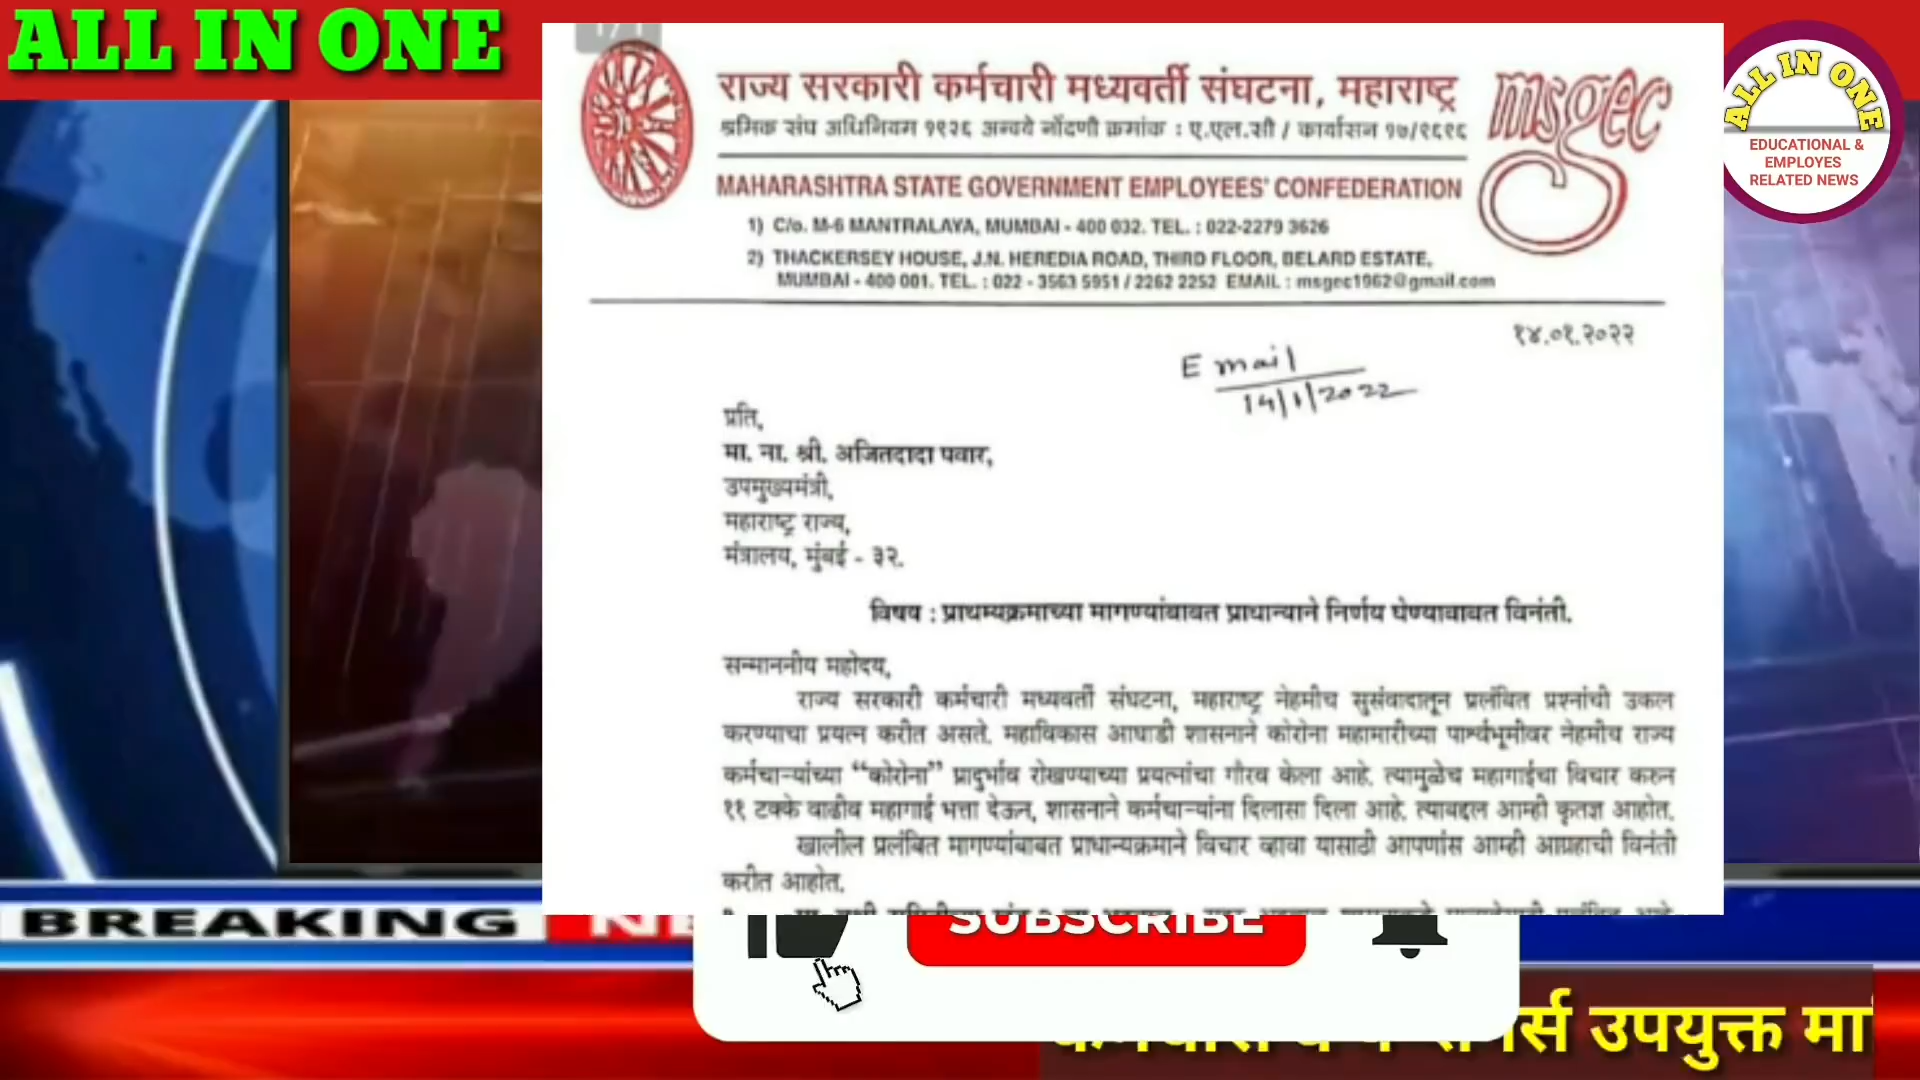 ALL IN ONE
राज्य सरकारी कर्मचारी मध्यवर्ती संघटना, महाराष्ट्र
श्रमिक संघ अधिनियम १९२६ अन्वये नोंदणी क्रमांक : ए.एल.सी / कार्यासन १७/९६९६
msgec
MAHARASHTRA STATE GOVERNMENT EMPLOYEES' CONFEDERATION
1) C/o. M-6 MANTRALAYA, MUMBAI - 400 032. TEL. : 022-2279 3626
2) THACKERSEY HOUSE, J.N. HEREDIA ROAD, THIRD FLOOR, BELARD ESTATE,
MUMBAI - 400 001. TEL. : 022 - 3563 5951 / 2262 2252 EMAIL : msgec1962@gmail.com
ALL IN ONE
EDUCATIONAL &
EMPLOYES
RELATED NEWS
१४.०१.२०२२
E mail
14/1/2022
प्रति,
मा. ना. श्री. अजितदादा पवार,
उपमुख्यमंत्री,
महाराष्ट्र राज्य,
मंत्रालय, मुंबई - ३२.
विषय : प्राथम्यक्रमाच्या मागण्यांबाबत प्राधान्याने निर्णय घेण्याबाबत विनंती.
सन्माननीय महोदय,
राज्य सरकारी कर्मचारी मध्यवर्ती संघटना, महाराष्ट्र नेहमीच सुसंवादातून प्रलंबित प्रश्नांची उकल
करण्याचा प्रयत्न करीत असते. महाविकास आघाडी शासनाने कोरोना महामारीच्या पार्श्वभूमीवर नेहमीच राज्य
कर्मचाऱ्यांच्या “कोरोना” प्रादुर्भाव रोखण्याच्या प्रयत्नांचा गौरव केला आहे. त्यामुळेच महागाईचा विचार करुन
११ टक्के वाढीव महागाई भत्ता देऊन, शासनाने कर्मचाऱ्यांना दिलासा दिला आहे. त्याबद्दल आम्ही कृतज्ञ आहोत.
खालील प्रलंबित मागण्यांबाबत प्राधान्यक्रमाने विचार व्हावा यासाठी आपणांस आम्ही आग्रहाची विनंती
करीत आहोत.
BREAKING NE
SUBSCRIBE
र्स उपयुक्त मा